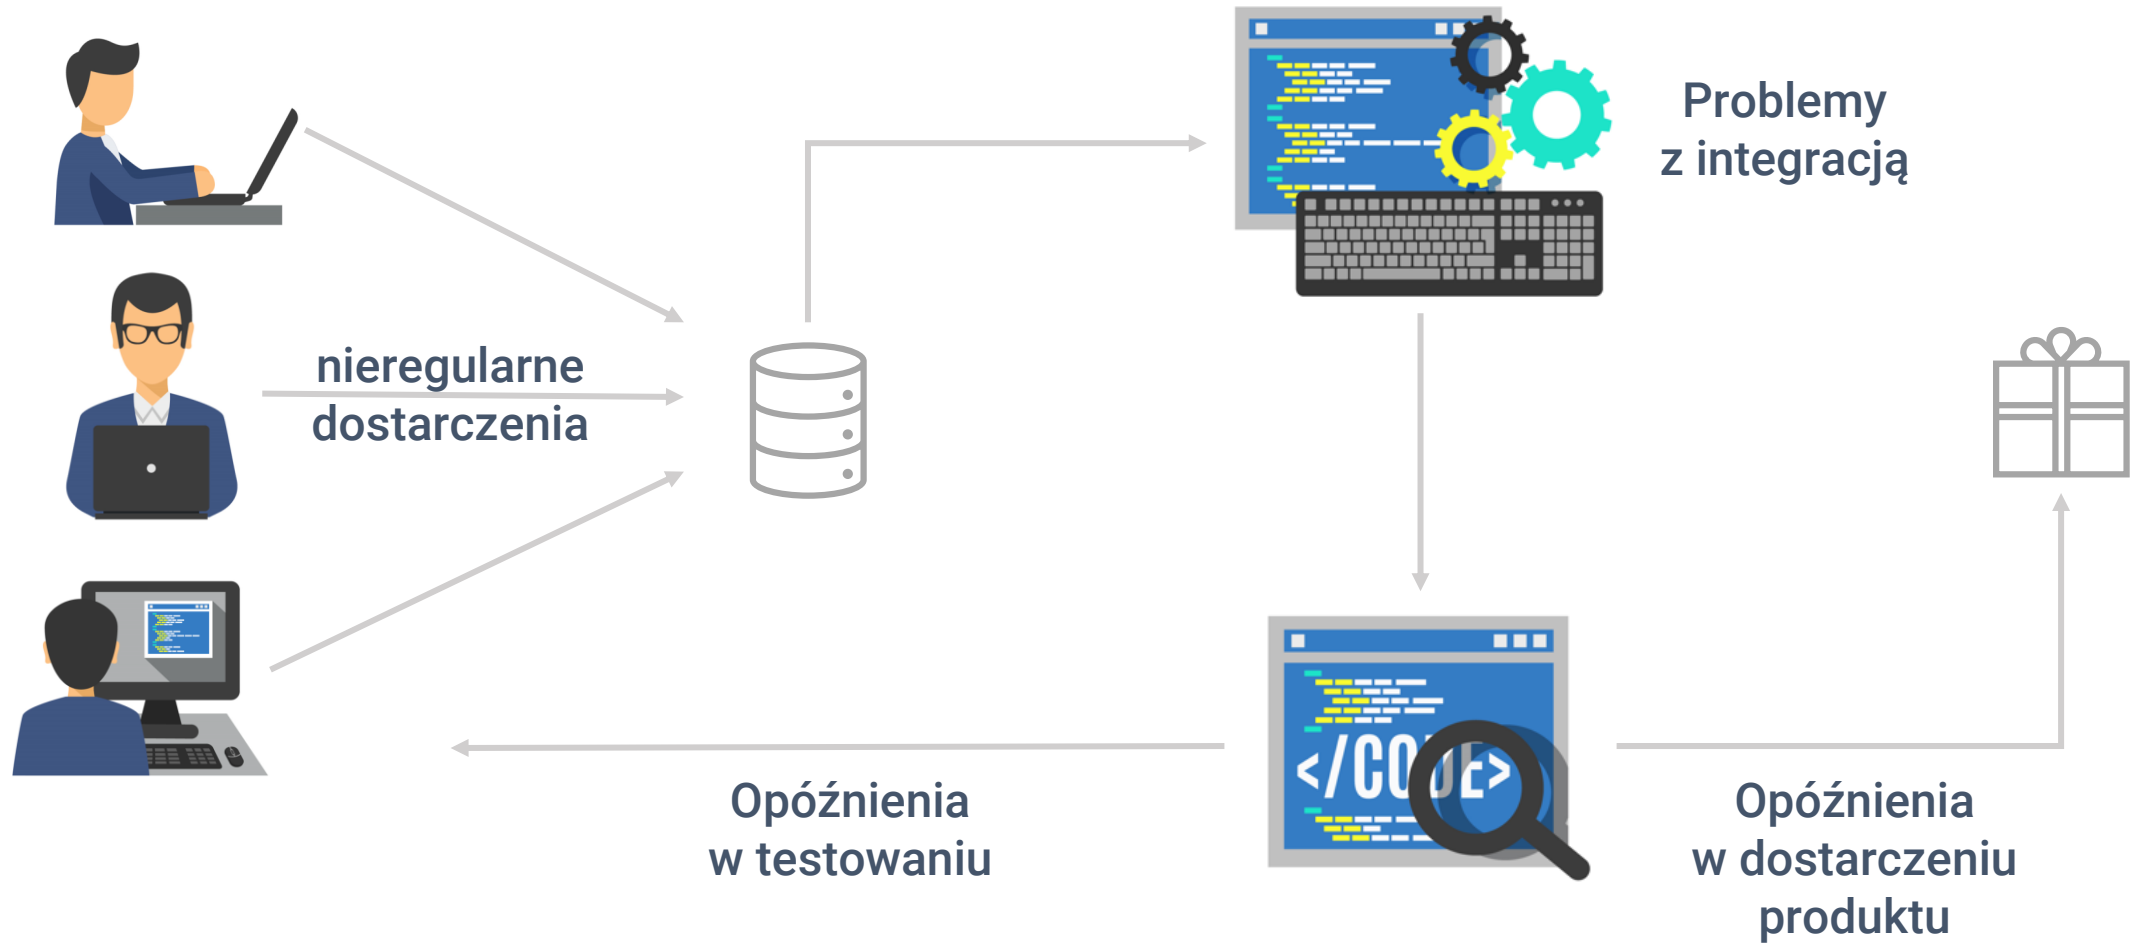 Problemy
z integracją
nieregularne
dostarczenia
</CODE>
Opóźnienia
w testowaniu
Opóźnienia
w dostarczeniu
produktu